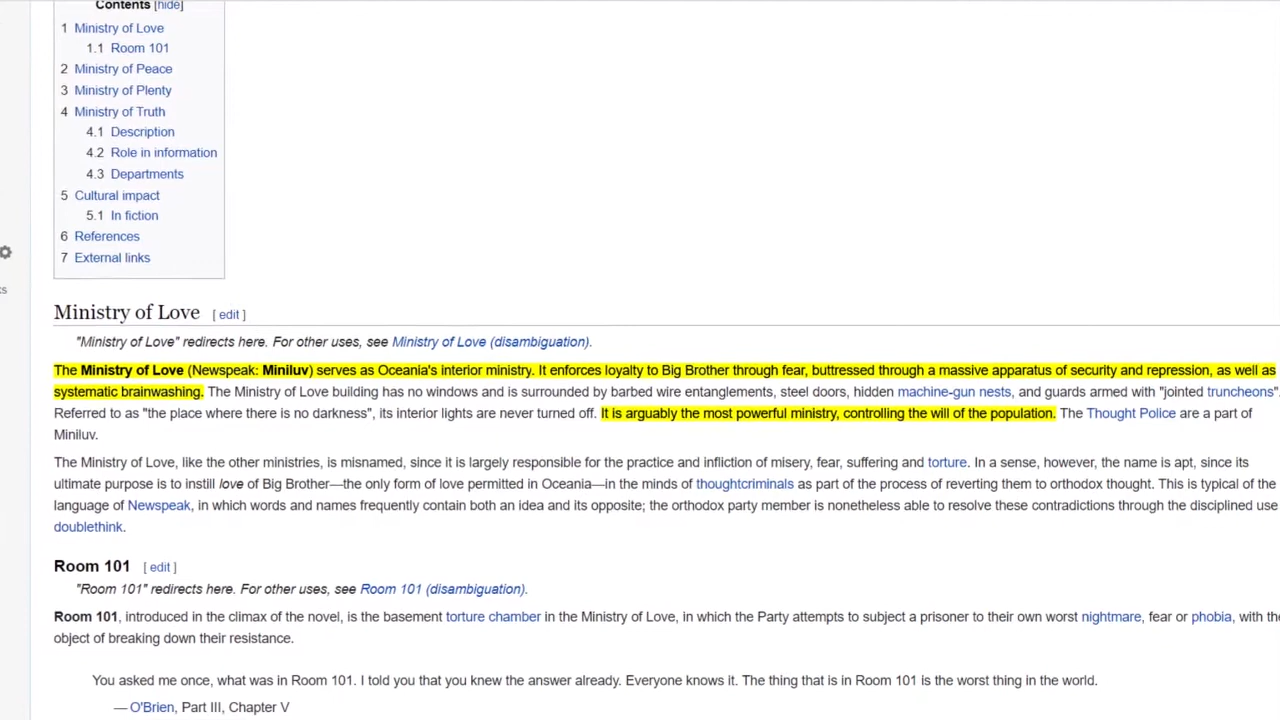 Contents [hide]
1 Ministry of Love
1.1 Room 101
2 Ministry of Peace
3 Ministry of Plenty
4 Ministry of Truth
4.1 Description
4.2 Role in information
4.3 Departments
5 Cultural impact
5.1 In fiction
6 References
7 External links
Ministry of Love [ edit ]
"Ministry of Love" redirects here. For other uses, see Ministry of Love (disambiguation).
The Ministry of Love (Newspeak: Miniluv) serves as Oceania's interior ministry. It enforces loyalty to Big Brother through fear, buttressed through a massive apparatus of security and repression, as well as
systematic brainwashing. The Ministry of Love building has no windows and is surrounded by barbed wire entanglements, steel doors, hidden machine-gun nests, and guards armed with "jointed truncheons".
Referred to as "the place where there is no darkness", its interior lights are never turned off. It is arguably the most powerful ministry, controlling the will of the population. The Thought Police are a part of
Miniluv.
The Ministry of Love, like the other ministries, is misnamed, since it is largely responsible for the practice and infliction of misery, fear, suffering and torture. In a sense, however, the name is apt, since its
ultimate purpose is to instill love of Big Brother—the only form of love permitted in Oceania—in the minds of thoughtcriminals as part of the process of reverting them to orthodox thought. This is typical of the
language of Newspeak, in which words and names frequently contain both an idea and its opposite; the orthodox party member is nonetheless able to resolve these contradictions through the disciplined use
doublethink.
Room 101 [ edit ]
"Room 101" redirects here. For other uses, see Room 101 (disambiguation).
Room 101, introduced in the climax of the novel, is the basement torture chamber in the Ministry of Love, in which the Party attempts to subject a prisoner to their own worst nightmare, fear or phobia, with the
object of breaking down their resistance.
You asked me once, what was in Room 101. I told you that you knew the answer already. Everyone knows it. The thing that is in Room 101 is the worst thing in the world.
— O'Brien, Part III, Chapter V